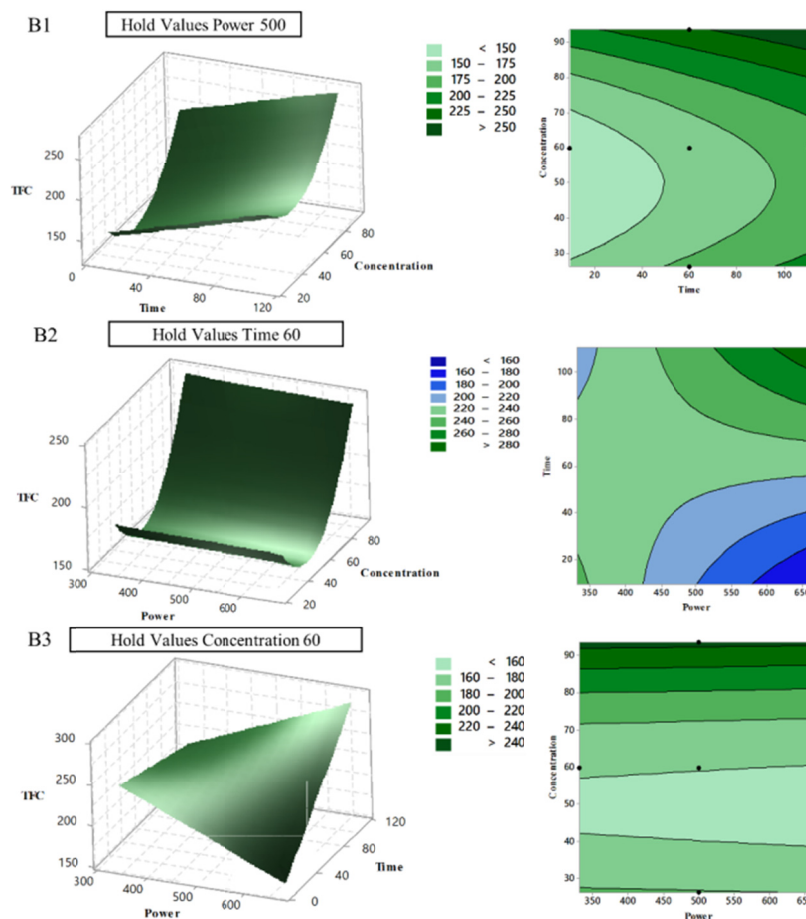 B1
Hold Values Power 500
250
200
150
TFC
0
40
80
120
Time
20
40
60
80
Concentration
< 150
150 – 175
175 – 200
200 – 225
225 – 250
> 250
90
80
70
60
50
40
30
Concentration
20
40
60
80
100
Time
B2
Hold Values Time 60
250
200
150
TFC
300
400
500
600
Power
20
40
60
80
Concentration
< 160
160 – 180
180 – 200
200 – 220
220 – 240
240 – 260
260 – 280
> 280
100
80
60
40
20
Time
350
400
450
500
550
600
650
Power
B3
Hold Values Concentration 60
300
250
200
150
TFC
300
400
500
600
Power
0
40
80
120
Time
< 160
160 – 180
180 – 200
200 – 220
220 – 240
> 240
90
80
70
60
50
40
30
Concentration
350
400
450
500
550
600
650
Power